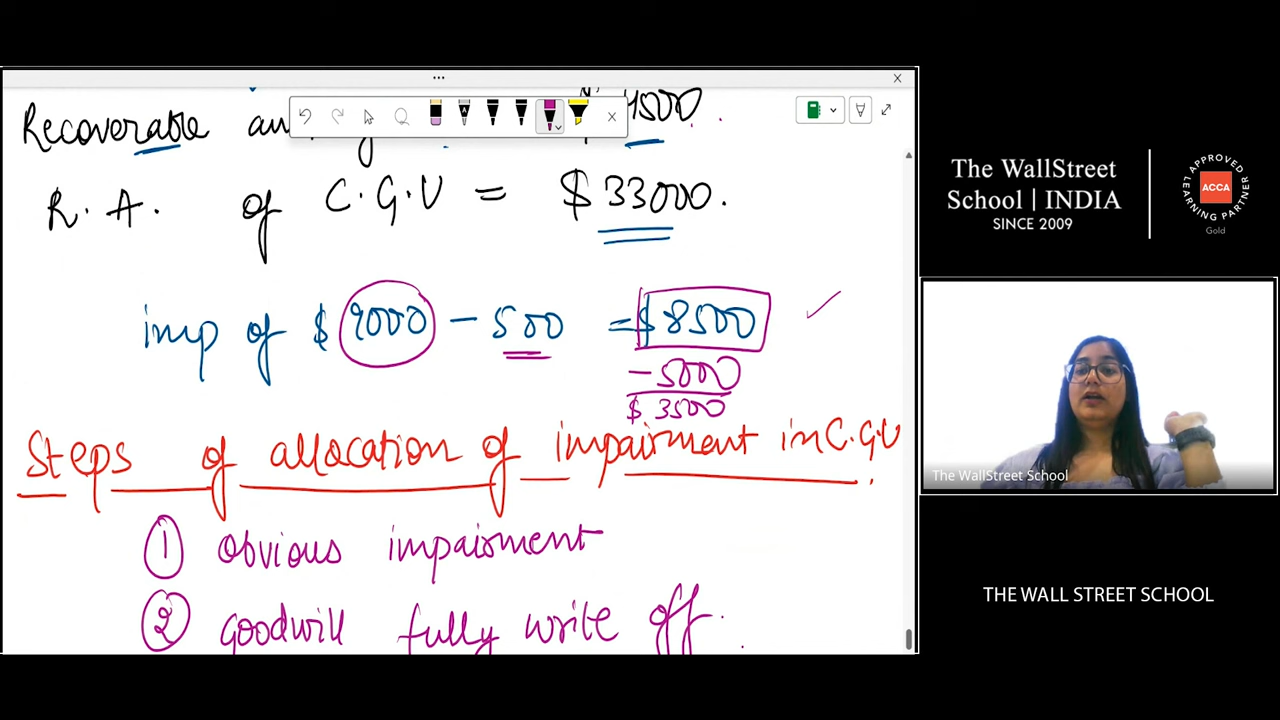 Recoverable
4500.
R. A. of C.G.U = $33000.
imp of $ 9000 - 500 = $8500
- 5000
$ 3500
Steps of allocation of impairment in C.G.U.
1 obvious impairment
2 goodwill fully write off.
The WallStreet
School | INDIA
SINCE 2009
APPROVED
LEARNING PARTNER
ACCA
Gold
The WallStreet School
THE WALL STREET SCHOOL